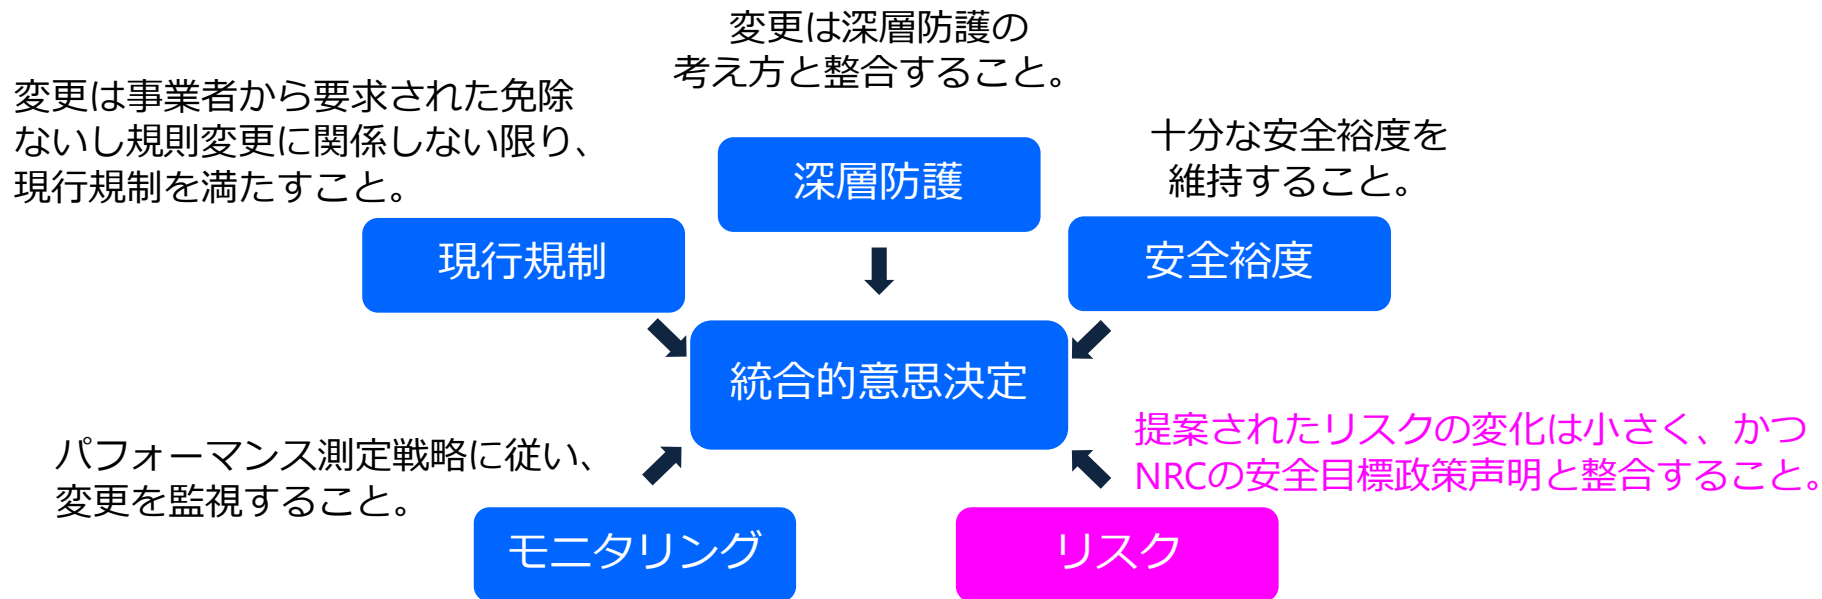 変更は深層防護の
考え方と整合すること。
変更は事業者から要求された免除
ないし規則変更に関係しない限り、
現行規制を満たすこと。
十分な安全裕度を
維持すること。
深層防護
現行規制
安全裕度
統合的意思決定
パフォーマンス測定戦略に従い、
変更を監視すること。
提案されたリスクの変化は小さく、かつ
NRCの安全目標政策声明と整合すること。
モニタリング
リスク